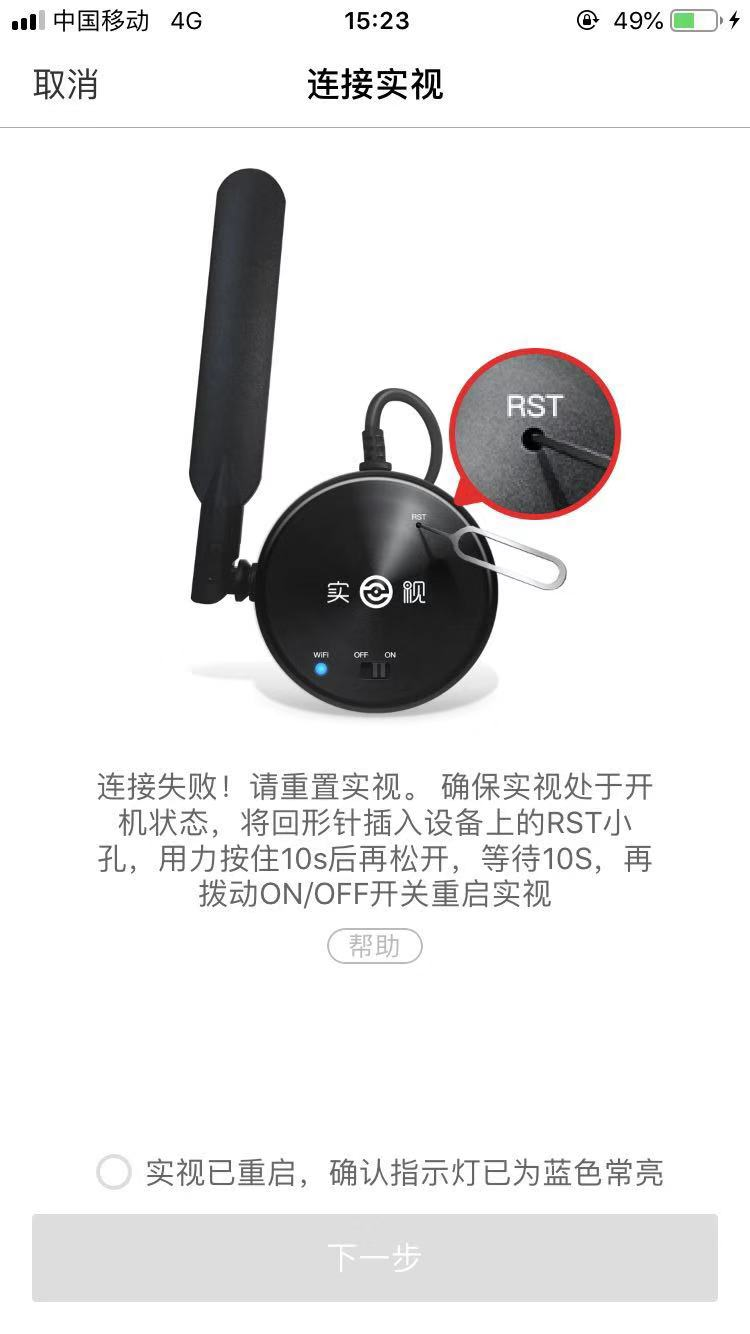 中国移动 4G 15:23 49%
取消 连接实视
RST
RST
实 视
WiFi OFF ON
连接失败！请重置实视。 确保实视处于开
机状态，将回形针插入设备上的RST小
孔，用力按住10s后再松开，等待10S，再
拨动ON/OFF开关重启实视
帮助
实视已重启，确认指示灯已为蓝色常亮
下一步